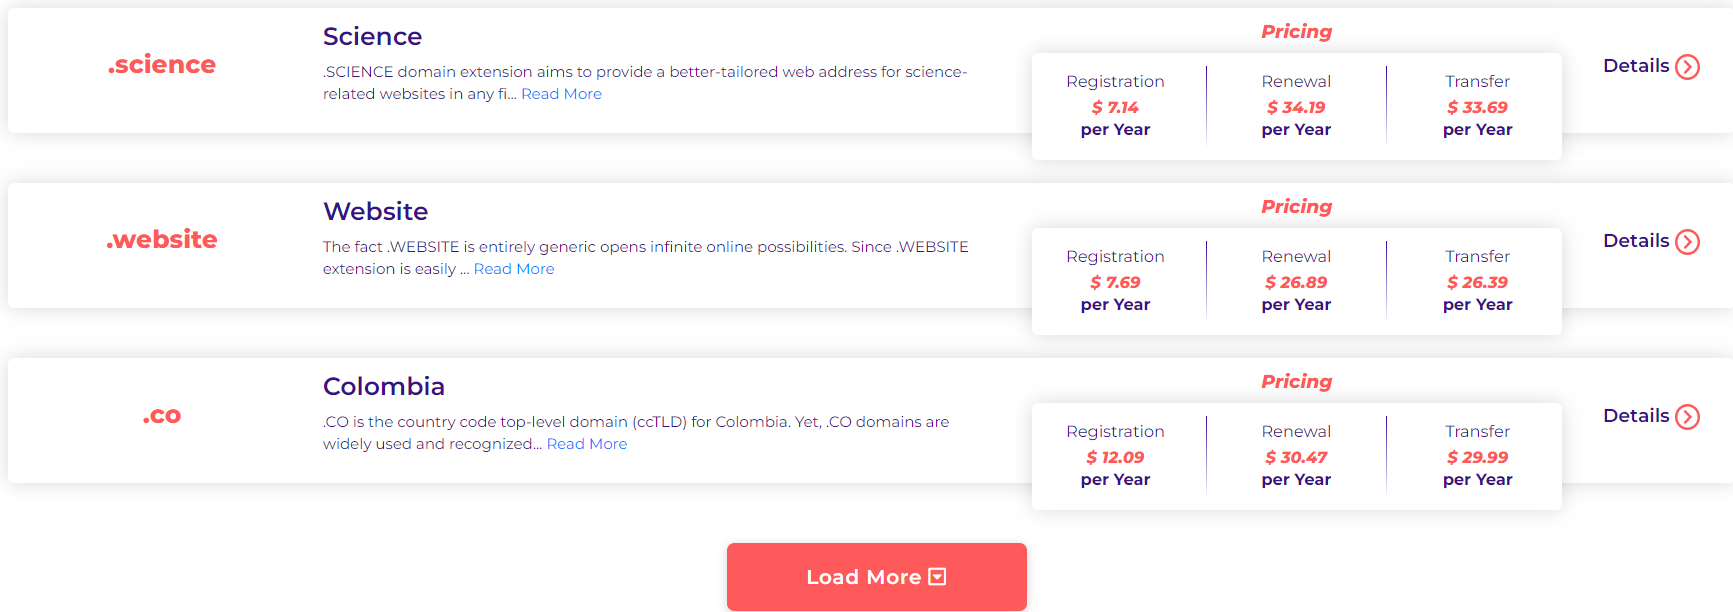 .science
Science
.SCIENCE domain extension aims to provide a better-tailored web address for science-
related websites in any fi... Read More
Pricing
Registration
$ 7.14
per Year
Renewal
$ 34.19
per Year
Transfer
$ 33.69
per Year
Details
.website
Website
The fact .WEBSITE is entirely generic opens infinite online possibilities. Since .WEBSITE
extension is easily ... Read More
Pricing
Registration
$ 7.69
per Year
Renewal
$ 26.89
per Year
Transfer
$ 26.39
per Year
Details
.co
Colombia
.CO is the country code top-level domain (ccTLD) for Colombia. Yet, .CO domains are
widely used and recognized... Read More
Pricing
Registration
$ 12.09
per Year
Renewal
$ 30.47
per Year
Transfer
$ 29.99
per Year
Details
Load More